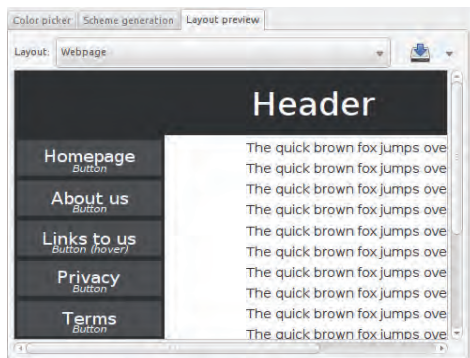 Color picker Scheme generation Layout preview
Layout: Webpage
Header
Homepage
Button
About us
Button
Links to us
Button (hover)
Privacy
Button
Terms
Button
The quick brown fox jumps ove
The quick brown fox jumps ove
The quick brown fox jumps ove
The quick brown fox jumps ove
The quick brown fox jumps ove
The quick brown fox jumps ove
The quick brown fox jumps ove
The quick brown fox jumps ove
The quick brown fox jumps ove
The quick brown fox jumps ove